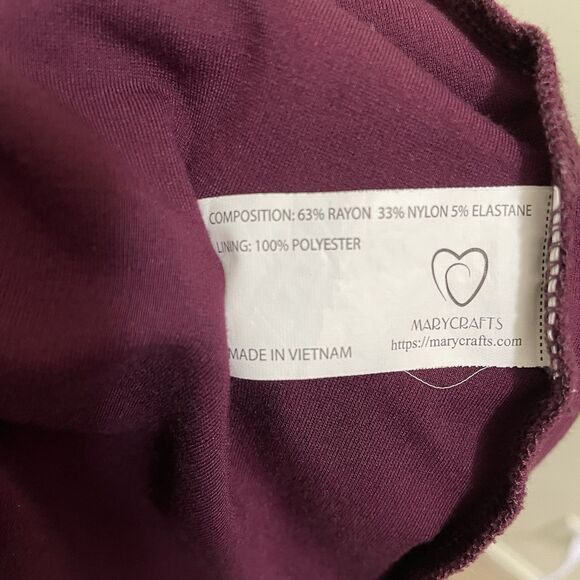 COMPOSITION: 63% RAYON 33% NYLON 5% ELASTANE
LINING: 100% POLYESTER
MARYCRAFTS
https://marycrafts.com
MADE IN VIETNAM